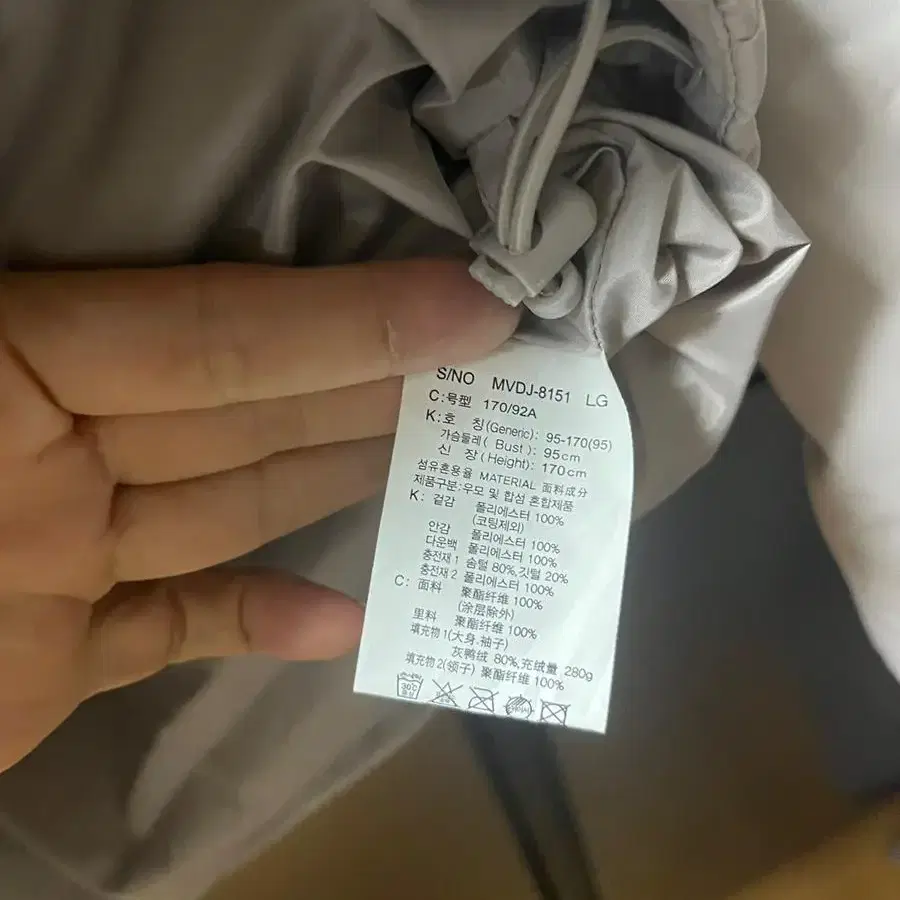 S/NO MVDJ-8151 LG
C:号型 170/92A
K:호 칭(Generic): 95-170(95)
가슴둘레( Bust ): 95cm
신 장(Height): 170cm
섬유혼용율 MATERIAL 面料成分
제품구분:우모 및 합섬 혼합제품
K: 겉감 폴리에스터 100%
(코팅제외)
안감 폴리에스터 100%
다운백 폴리에스터 100%
충전재 1 솜털 80%,깃털 20%
충전재 2 폴리에스터 100%
C: 面料 聚酯纤维 100%
(涂层除外)
里料 聚酯纤维 100%
填充物1(大身.袖子)
灰鸭绒 80%,充绒量 280g
填充物2(领子) 聚酯纤维 100%
30℃